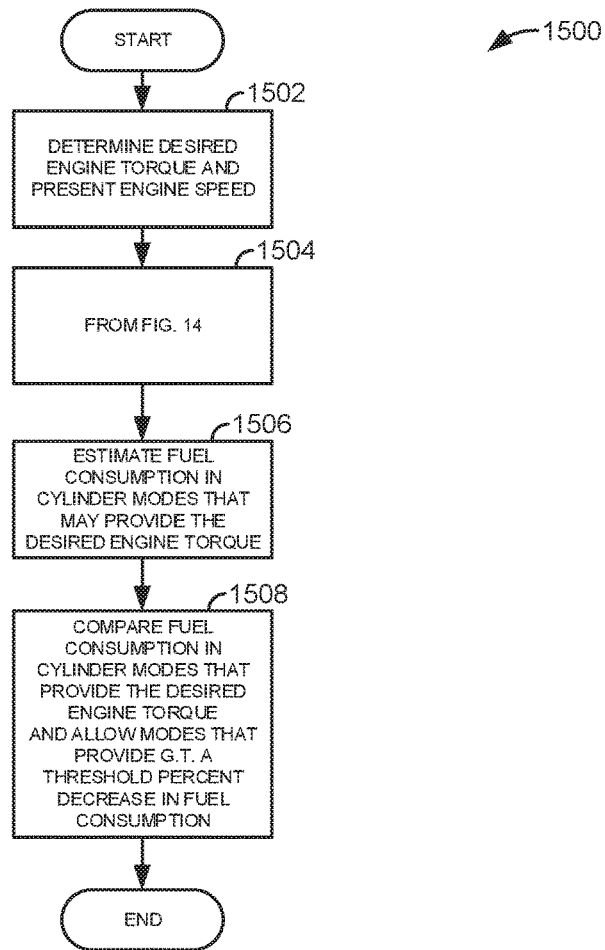 START
1500
1502
DETERMINE DESIRED
ENGINE TORQUE AND
PRESENT ENGINE SPEED
1504
FROM FIG. 14
1506
ESTIMATE FUEL
CONSUMPTION IN
CYLINDER MODES THAT
MAY PROVIDE THE
DESIRED ENGINE TORQUE
1508
COMPARE FUEL
CONSUMPTION IN
CYLINDER MODES THAT
PROVIDE THE DESIRED
ENGINE TORQUE
AND ALLOW MODES THAT
PROVIDE G.T. A
THRESHOLD PERCENT
DECREASE IN FUEL
CONSUMPTION
END